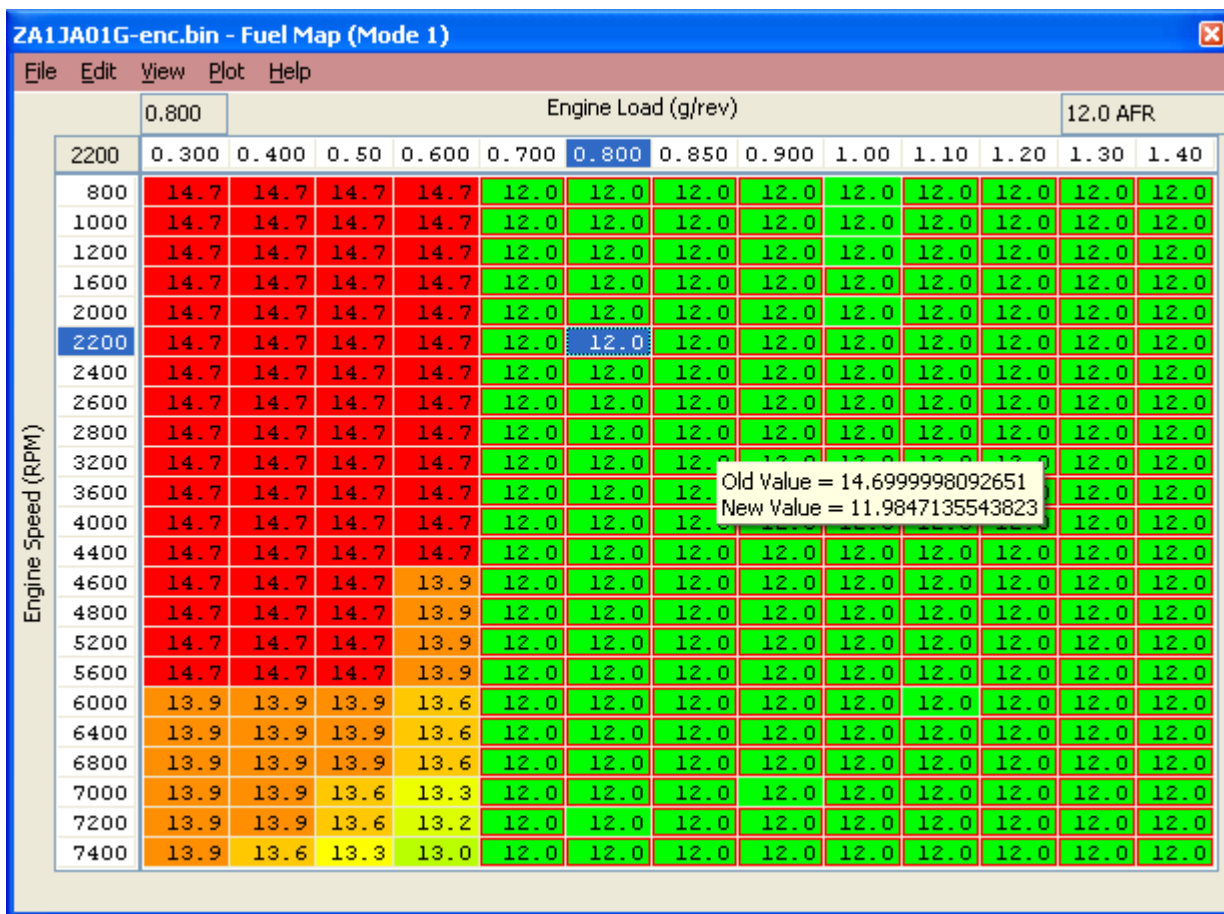 ZA1JA01G-enc.bin - Fuel Map (Mode 1)
File Edit View Plot Help
0.800 Engine Load (g/rev) 12.0 AFR
2200 0.300 0.400 0.50 0.600 0.700 0.800 0.850 0.900 1.00 1.10 1.20 1.30 1.40
800 14.7 14.7 14.7 14.7 12.0 12.0 12.0 12.0 12.0 12.0 12.0 12.0 12.0
1000 14.7 14.7 14.7 14.7 12.0 12.0 12.0 12.0 12.0 12.0 12.0 12.0 12.0
1200 14.7 14.7 14.7 14.7 12.0 12.0 12.0 12.0 12.0 12.0 12.0 12.0 12.0
1600 14.7 14.7 14.7 14.7 12.0 12.0 12.0 12.0 12.0 12.0 12.0 12.0 12.0
2000 14.7 14.7 14.7 14.7 12.0 12.0 12.0 12.0 12.0 12.0 12.0 12.0 12.0
2200 14.7 14.7 14.7 14.7 12.0 12.0 12.0 12.0 12.0 12.0 12.0 12.0 12.0
2400 14.7 14.7 14.7 14.7 12.0 12.0 12.0 12.0 12.0 12.0 12.0 12.0 12.0
2600 14.7 14.7 14.7 14.7 12.0 12.0 12.0 12.0 12.0 12.0 12.0 12.0 12.0
2800 14.7 14.7 14.7 14.7 12.0 12.0 12.0 12.0 12.0 12.0 12.0 12.0 12.0
3200 14.7 14.7 14.7 14.7 12.0 12.0 12.0 12.0
3600 14.7 14.7 14.7 14.7 12.0 12.0 12.0 12.0
4000 14.7 14.7 14.7 14.7 12.0 12.0 12.0
4400 14.7 14.7 14.7 14.7 12.0 12.0 12.0 12.0 12.0 12.0 12.0 12.0 12.0
4600 14.7 14.7 14.7 13.9 12.0 12.0 12.0 12.0 12.0 12.0 12.0 12.0 12.0
4800 14.7 14.7 14.7 13.9 12.0 12.0 12.0 12.0 12.0 12.0 12.0 12.0 12.0
5200 14.7 14.7 14.7 13.9 12.0 12.0 12.0 12.0 12.0 12.0 12.0 12.0 12.0
5600 14.7 14.7 14.7 13.9 12.0 12.0 12.0 12.0 12.0 12.0 12.0 12.0 12.0
6000 13.9 13.9 13.9 13.6 12.0 12.0 12.0 12.0 12.0 12.0 12.0 12.0 12.0
6400 13.9 13.9 13.9 13.6 12.0 12.0 12.0 12.0 12.0 12.0 12.0 12.0 12.0
6800 13.9 13.9 13.9 13.6 12.0 12.0 12.0 12.0 12.0 12.0 12.0 12.0 12.0
7000 13.9 13.9 13.6 13.3 12.0 12.0 12.0 12.0 12.0 12.0 12.0 12.0 12.0
7200 13.9 13.9 13.6 13.2 12.0 12.0 12.0 12.0 12.0 12.0 12.0 12.0 12.0
7400 13.9 13.6 13.3 13.0 12.0 12.0 12.0 12.0 12.0 12.0 12.0 12.0 12.0
Engine Speed (RPM)
Old Value = 14.6999998092651
New Value = 11.9847135543823